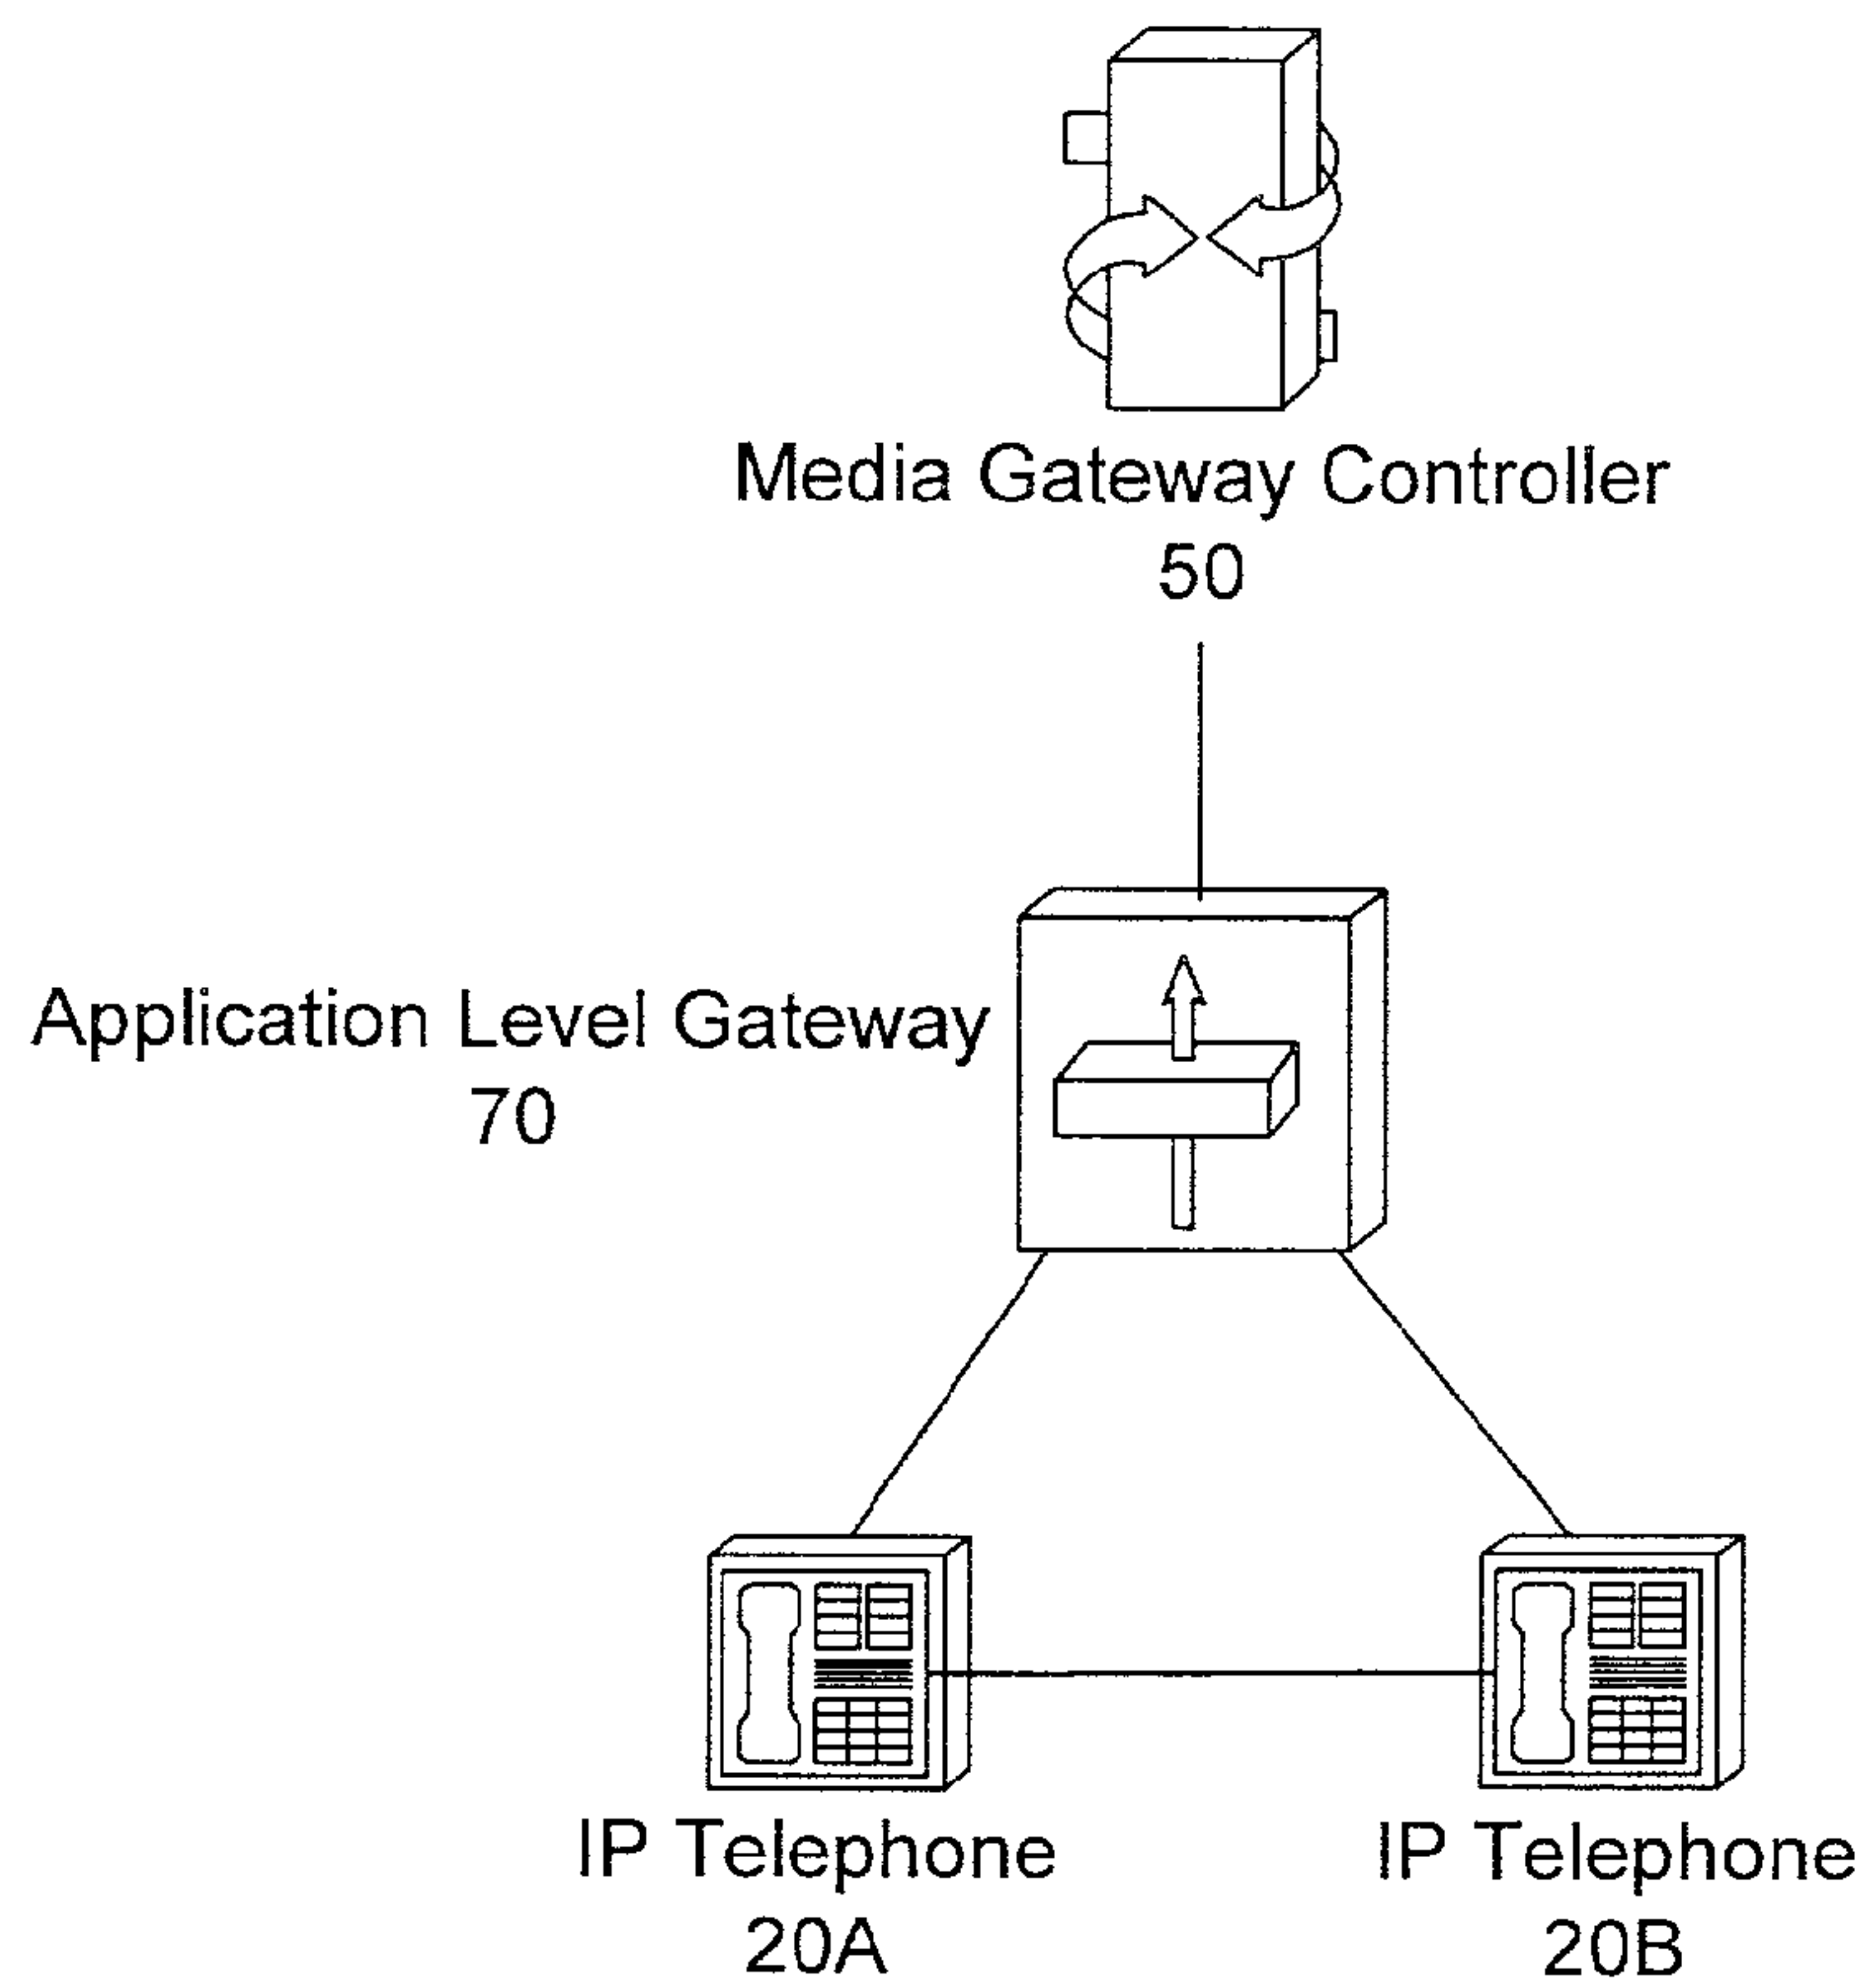 Media Gateway Controller
50
Application Level Gateway
70
IP Telephone
20A
IP Telephone
20B